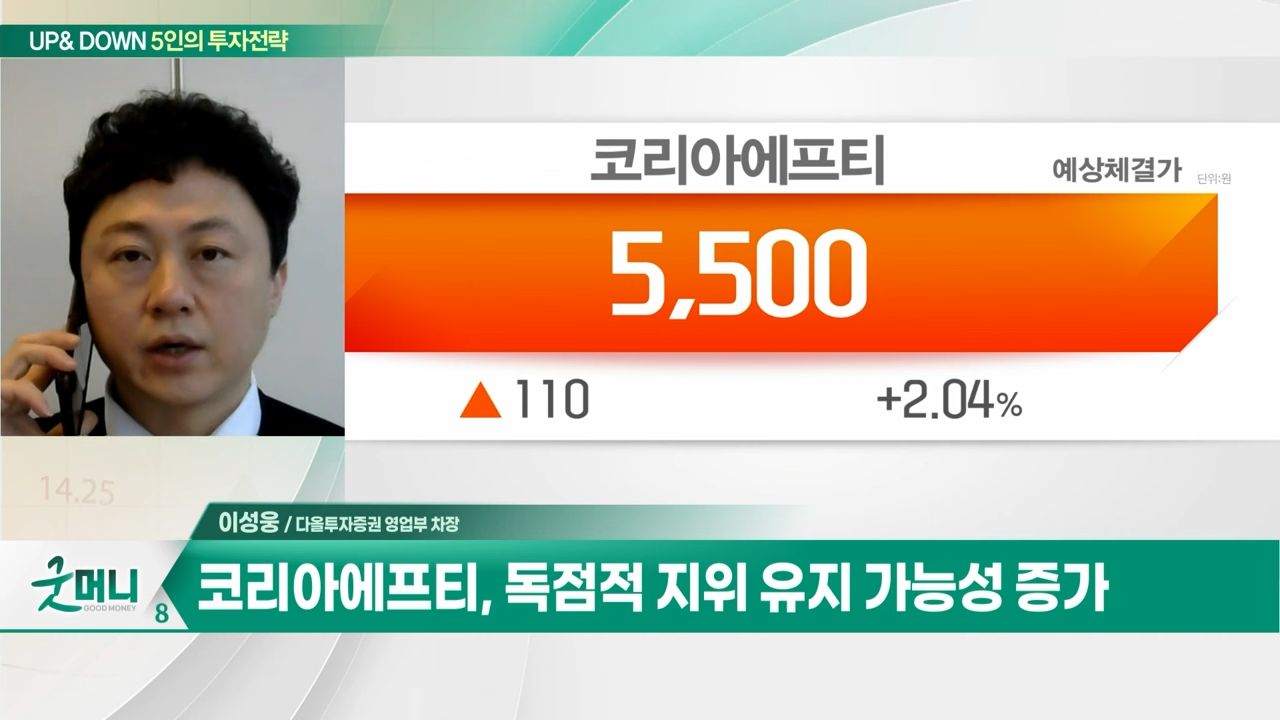 UP& DOWN 5인의 투자전략
코리아에프티
예상체결가 단위:원
5,500
▲ 110 +2.04%
14.25
이성웅 / 다올투자증권 영업부 차장
굿머니
GOOD MONEY
8
코리아에프티, 독점적 지위 유지 가능성 증가